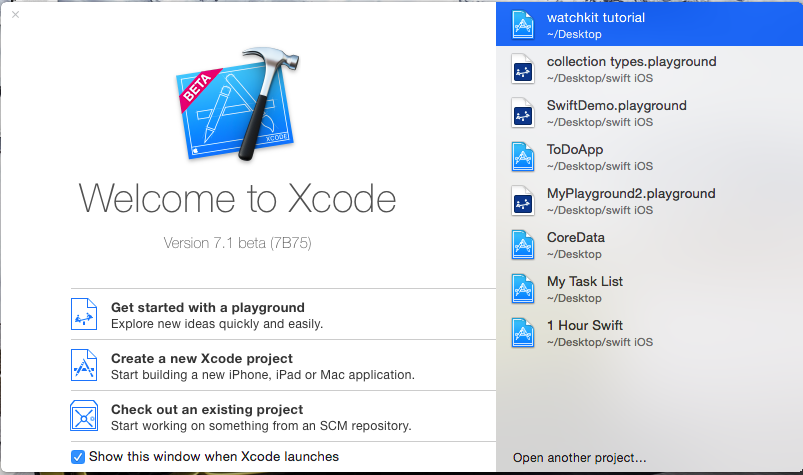 BETA
XCODE
Welcome to Xcode
Version 7.1 beta (7B75)
Get started with a playground
Explore new ideas quickly and easily.
Create a new Xcode project
Start building a new iPhone, iPad or Mac application.
Check out an existing project
Start working on something from an SCM repository.
Show this window when Xcode launches
watchkit tutorial
~/Desktop
collection types.playground
~/Desktop/swift iOS
SwiftDemo.playground
~/Desktop/swift iOS
ToDoApp
~/Desktop/swift iOS
MyPlayground2.playground
~/Desktop/swift iOS
CoreData
~/Desktop
My Task List
~/Desktop
1 Hour Swift
~/Desktop/swift iOS
Open another project...